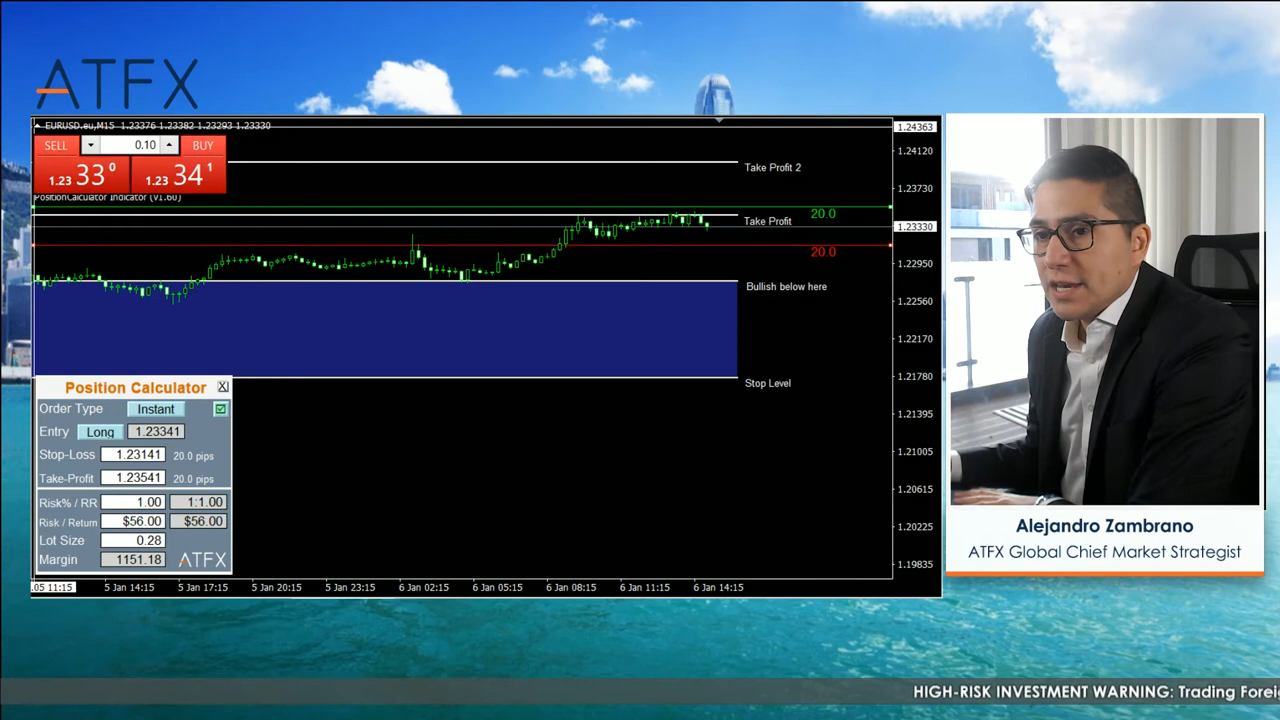 ATFX
EURUSD.eu,M15 1.23376 1.23382 1.23293 1.23330
SELL 0.10 BUY
1.23 33 0 1.23 34 1
PositionCalculator Indicator (v1.60)
Take Profit 2
Take Profit
20.0
20.0
Bullish below here
Stop Level
1.24363
1.24120
1.23730
1.23330
1.22950
1.22560
1.22170
1.21780
1.21395
1.21005
1.20615
1.20225
1.19835
Position Calculator X
Order Type Instant
Entry Long 1.23341
Stop-Loss 1.23141 20.0 pips
Take-Profit 1.23541 20.0 pips
Risk% / RR 1.00 1:1.00
Risk / Return $56.00 $56.00
Lot Size 0.28
Margin 1151.18 ATFX
.05 11:15 5 Jan 14:15 5 Jan 17:15 5 Jan 20:15 5 Jan 23:15 6 Jan 02:15 6 Jan 05:15 6 Jan 08:15 6 Jan 11:15 6 Jan 14:15
Alejandro Zambrano
ATFX Global Chief Market Strategist
HIGH-RISK INVESTMENT WARNING: Trading Forei